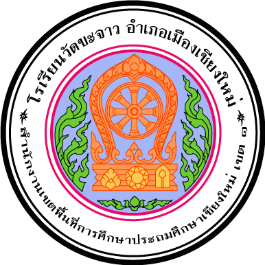 โรงเรียนวัดขะจาว อำเภอเมืองเชียงใหม่
สำนักงานเขตพื้นที่การศึกษาประถมศึกษาเชียงใหม่ เขต ๑